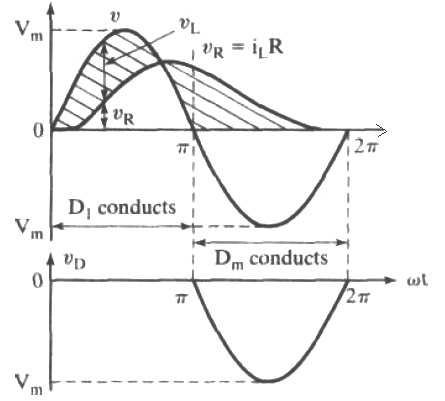 v
v_L
V_m
v_R = i_L R
v_R
0
π
2π
D_1 conducts
V_m
D_m conducts
v_D
0
π
2π
ωt
V_m